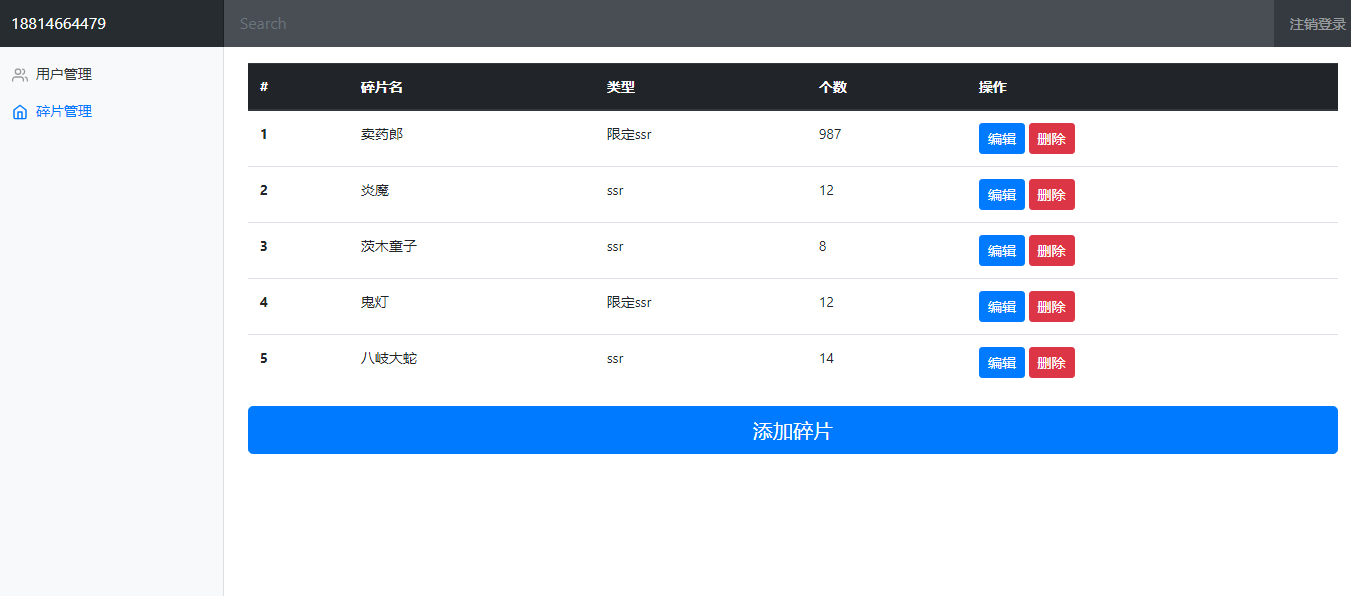 18814664479 Search 注销登录
用户管理
碎片管理
# 碎片名 类型 个数 操作
1 卖药郎 限定ssr 987 编辑 删除
2 炎魔 ssr 12 编辑 删除
3 茨木童子 ssr 8 编辑 删除
4 鬼灯 限定ssr 12 编辑 删除
5 八岐大蛇 ssr 14 编辑 删除
添加碎片